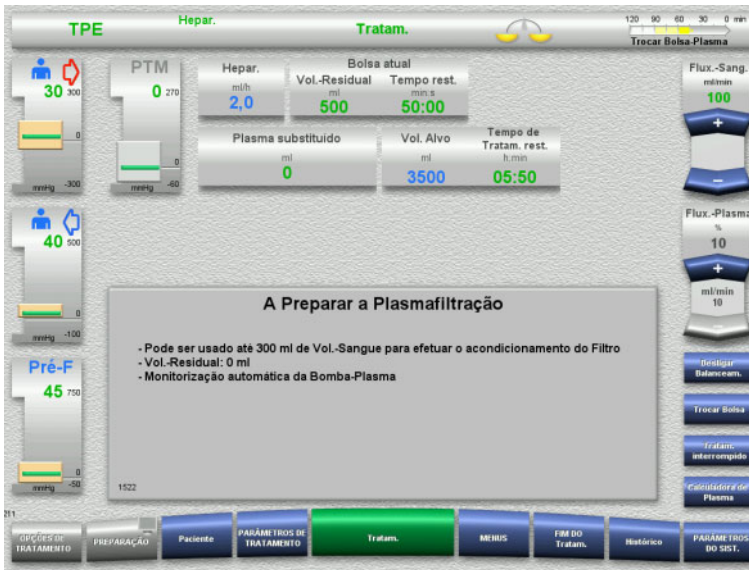 TPE
Hepar.
Tratam.
120 90 60 30 0 min
Trocar Bolsa-Plasma
30 300
0
mmHg -300
PTM
0 270
0
mmHg -60
Hepar.
ml/h
2,0
Bolsa atual
Vol.-Residual Tempo rest.
ml min:s
500 50:00
Plasma substituido
ml
0
Vol. Alvo
ml
3500
Tempo de
Tratam. rest.
h:min
05:50
Flux.-Sang.
ml/min
100
+
–
40 500
0
mmHg -100
Flux.-Plasma
%
10
+
ml/min
10
–
Pré-F
45 750
0
mmHg -50
A Preparar a Plasmafiltração
- Pode ser usado até 300 ml de Vol.-Sangue para efetuar o acondicionamento do Filtro
- Vol.-Residual: 0 ml
- Monitorização automática da Bomba-Plasma
1522
Desligar
Balanceam.
Trocar Bolsa
Tratam.
interrompido
Calculadora de
Plasma
211
OPÇÕES DE
TRATAMENTO
PREPARAÇÃO
Paciente
PARÂMETROS DE
TRATAMENTO
Tratam.
MENUS
FIM DO
Tratam.
Histórico
PARÂMETROS
DO SIST.